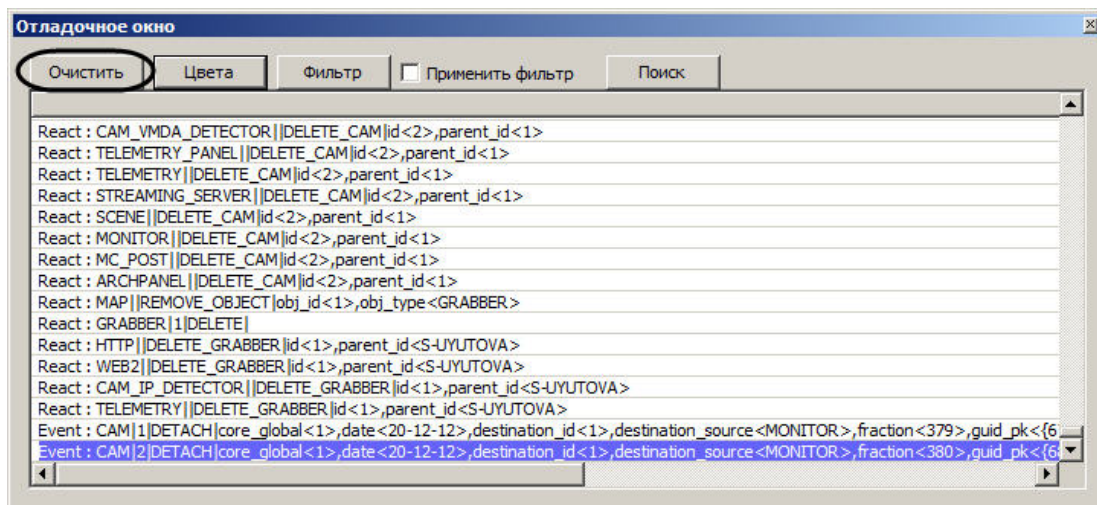 Отладочное окно
Очистить Цвета Фильтр Применить фильтр Поиск
React : CAM_VMDA_DETECTOR||DELETE_CAM|id<2>,parent_id<1>
React : TELEMETRY_PANEL||DELETE_CAM|id<2>,parent_id<1>
React : TELEMETRY||DELETE_CAM|id<2>,parent_id<1>
React : STREAMING_SERVER||DELETE_CAM|id<2>,parent_id<1>
React : SCENE||DELETE_CAM|id<2>,parent_id<1>
React : MONITOR||DELETE_CAM|id<2>,parent_id<1>
React : MC_POST||DELETE_CAM|id<2>,parent_id<1>
React : ARCHPANEL||DELETE_CAM|id<2>,parent_id<1>
React : MAP||REMOVE_OBJECT|obj_id<1>,obj_type<GRABBER>
React : GRABBER|1|DELETE|
React : HTTP||DELETE_GRABBER|id<1>,parent_id<S-UYUTOVA>
React : WEB2||DELETE_GRABBER|id<1>,parent_id<S-UYUTOVA>
React : CAM_IP_DETECTOR||DELETE_GRABBER|id<1>,parent_id<S-UYUTOVA>
React : TELEMETRY||DELETE_GRABBER|id<1>,parent_id<S-UYUTOVA>
Event : CAM|1|DETACH|core_global<1>,date<20-12-12>,destination_id<1>,destination_source<MONITOR>,fraction<379>,guid_pk<{6
Event : CAM|2|DETACH|core_global<1>,date<20-12-12>,destination_id<1>,destination_source<MONITOR>,fraction<380>,guid_pk<{6